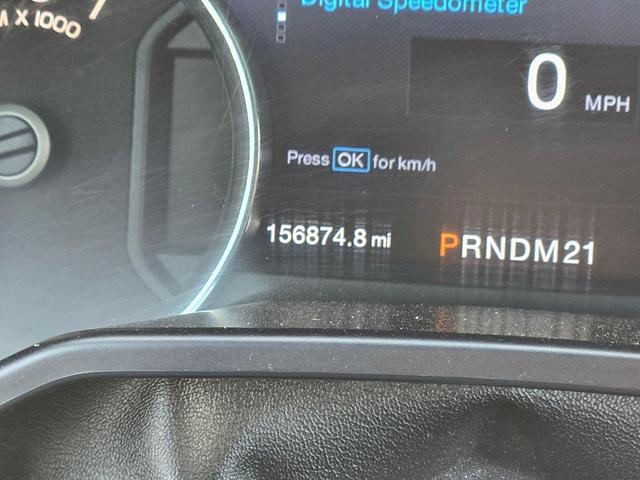 Digital Speedometer
M X 1000
0 MPH
Press OK for km/h
156874.8 mi
PRNDM21